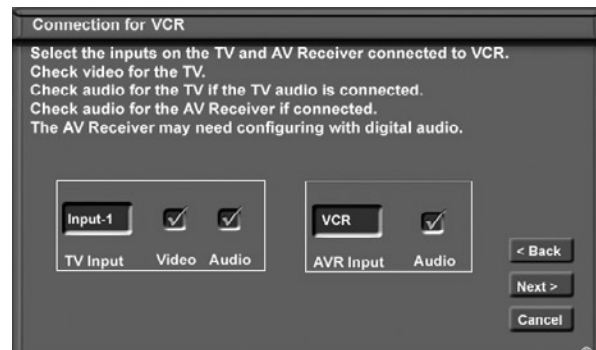 Connection for VCR
Select the inputs on the TV and AV Receiver connected to VCR.
Check video for the TV.
Check audio for the TV if the TV audio is connected.
Check audio for the AV Receiver if connected.
The AV Receiver may need configuring with digital audio.
Input-1
TV Input Video Audio
VCR
AVR Input Audio
< Back
Next >
Cancel